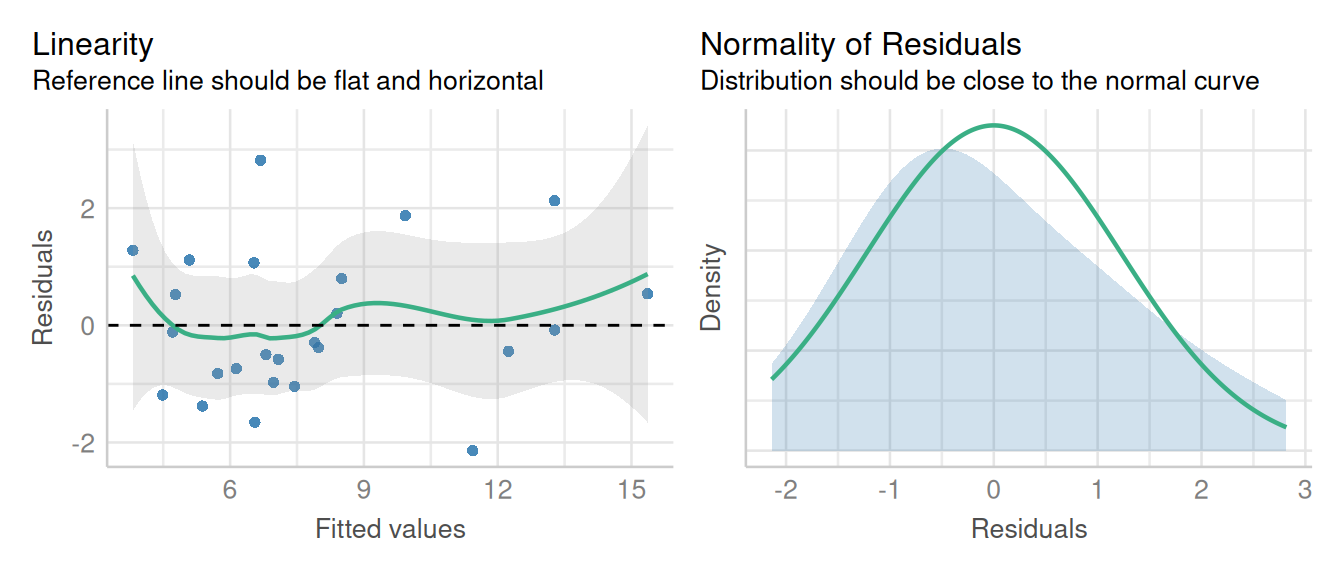 Linearity
Reference line should be flat and horizontal
Residuals
2
0
-2
6
9
12
15
Fitted values
Normality of Residuals
Distribution should be close to the normal curve
Density
-2
-1
0
1
2
3
Residuals